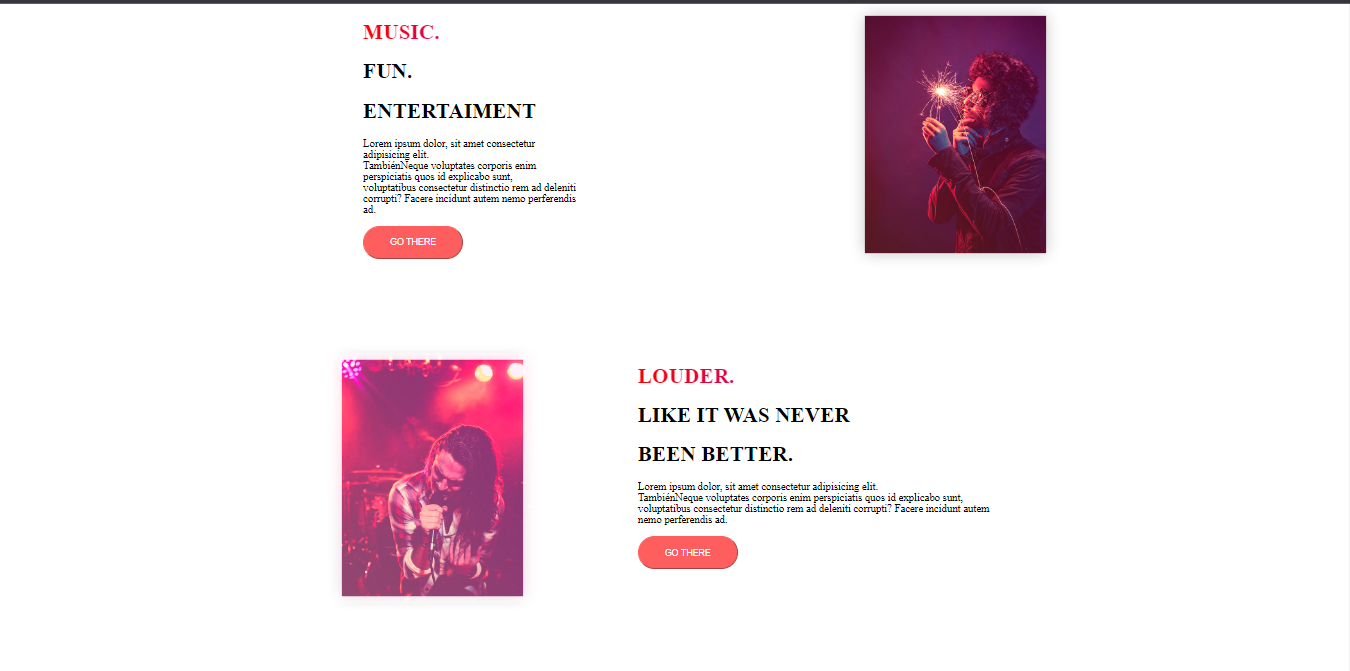 MUSIC.
FUN.
ENTERTAIMENT
Lorem ipsum dolor, sit amet consectetur
adipisicing elit.
TambiénNeque voluptates corporis enim
perspiciatis quos id explicabo sunt,
voluptatibus consectetur distinctio rem ad deleniti
corrupti? Facere incidunt autem nemo perferendis
ad.
GO THERE
LOUDER.
LIKE IT WAS NEVER
BEEN BETTER.
Lorem ipsum dolor, sit amet consectetur adipisicing elit.
TambiénNeque voluptates corporis enim perspiciatis quos id explicabo sunt,
voluptatibus consectetur distinctio rem ad deleniti corrupti? Facere incidunt autem
nemo perferendis ad.
GO THERE